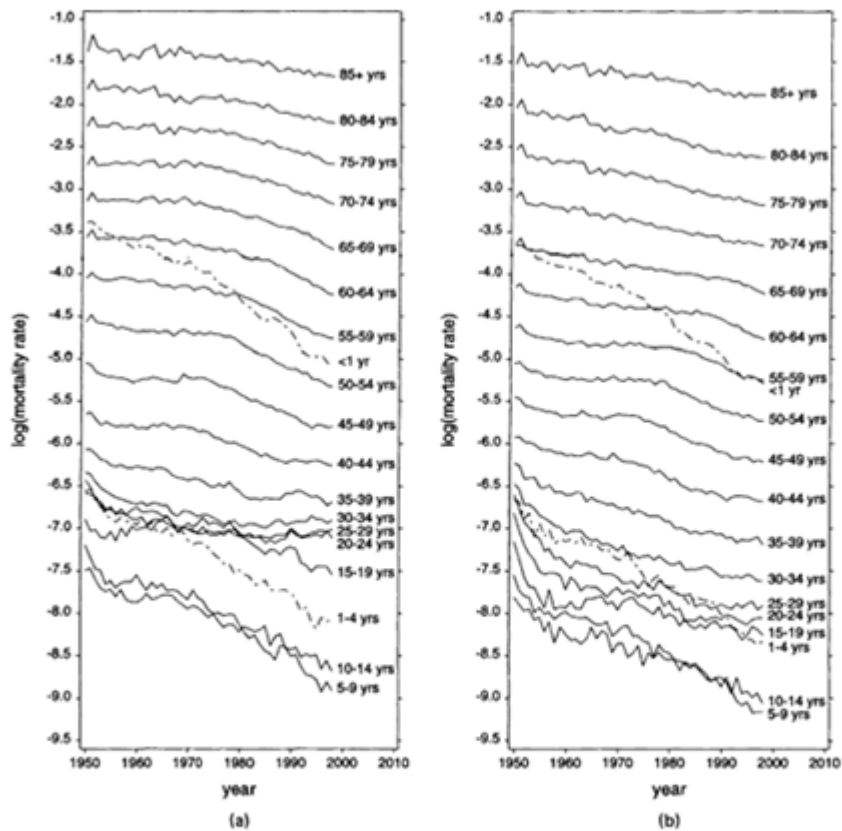 -1.0
-1.5
-2.0
-2.5
-3.0
-3.5
-4.0
-4.5
-5.0
-5.5
-6.0
-6.5
-7.0
-7.5
-8.0
-8.5
-9.0
-9.5
log(mortality rate)
85+ yrs
80-84 yrs
75-79 yrs
70-74 yrs
65-69 yrs
60-64 yrs
55-59 yrs
<1 yr
50-54 yrs
45-49 yrs
40-44 yrs
35-39 yrs
30-34 yrs
25-29 yrs
20-24 yrs
15-19 yrs
1-4 yrs
10-14 yrs
5-9 yrs
1950 1960 1970 1980 1990 2000 2010
year
(a)
-1.0
-1.5
-2.0
-2.5
-3.0
-3.5
-4.0
-4.5
-5.0
-5.5
-6.0
-6.5
-7.0
-7.5
-8.0
-8.5
-9.0
-9.5
log(mortality rate)
85+ yrs
80-84 yrs
75-79 yrs
70-74 yrs
65-69 yrs
60-64 yrs
55-59 yrs
<1 yr
50-54 yrs
45-49 yrs
40-44 yrs
35-39 yrs
30-34 yrs
25-29 yrs
20-24 yrs
15-19 yrs
1-4 yrs
10-14 yrs
5-9 yrs
1950 1960 1970 1980 1990 2000 2010
year
(b)